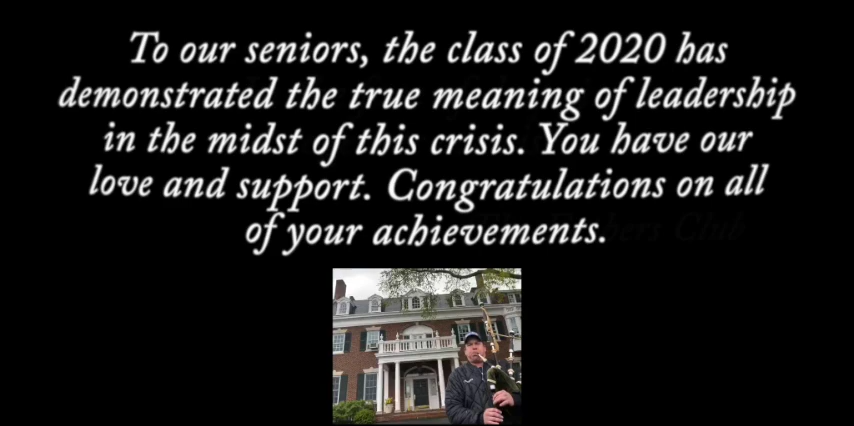 To our seniors, the class of 2020 has
demonstrated the true meaning of leadership
in the midst of this crisis. You have our
love and support. Congratulations on all
of your achievements.